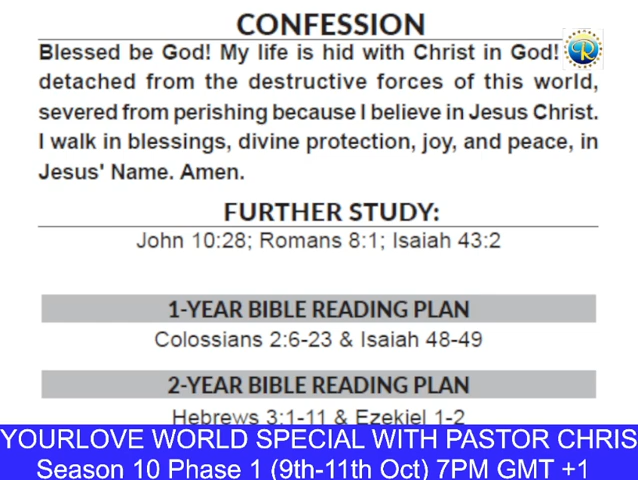 CONFESSION
Blessed be God! My life is hid with Christ in God!
detached from the destructive forces of this world,
severed from perishing because I believe in Jesus Christ.
I walk in blessings, divine protection, joy, and peace, in
Jesus' Name. Amen.
FURTHER STUDY:
John 10:28; Romans 8:1; Isaiah 43:2
1-YEAR BIBLE READING PLAN
Colossians 2:6-23 & Isaiah 48-49
2-YEAR BIBLE READING PLAN
Hebrews 3:1-11 & Ezekiel 1-2
YOURLOVE WORLD SPECIAL WITH PASTOR CHRIS
Season 10 Phase 1 (9th-11th Oct) 7PM GMT +1